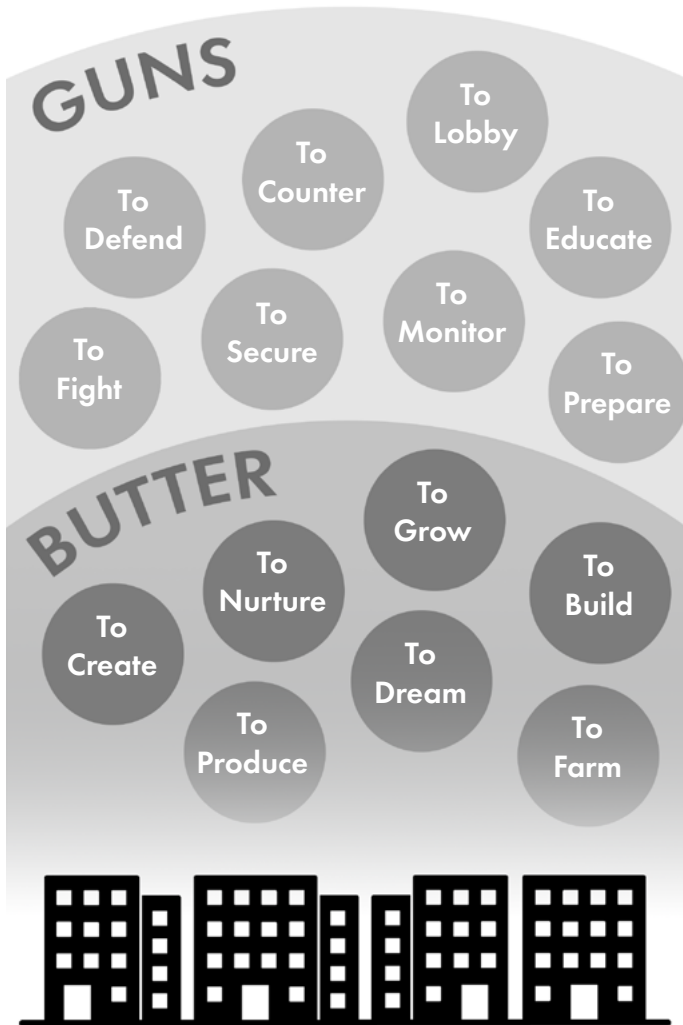 GUNS
To
Lobby
To
Counter
To
Defend
To
Educate
To
Monitor
To
Secure
To
Fight
To
Prepare
BUTTER
To
Grow
To
Nurture
To
Build
To
Create
To
Dream
To
Produce
To
Farm